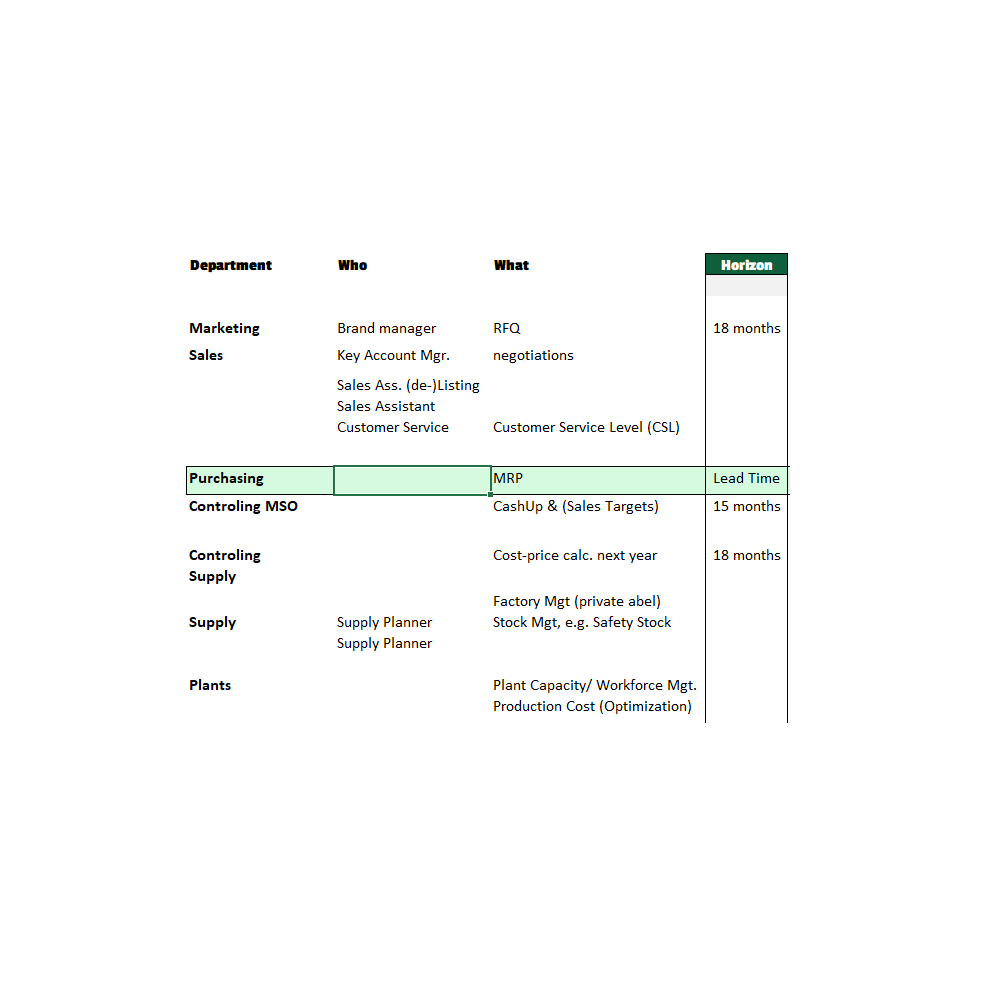 Department Who What Horizon
Marketing Brand manager RFQ 18 months
Sales Key Account Mgr. negotiations
Sales Ass. (de-)Listing
Sales Assistant
Customer Service Customer Service Level (CSL)
Purchasing MRP Lead Time
Controling MSO CashUp & (Sales Targets) 15 months
Controling Cost-price calc. next year 18 months
Supply
Factory Mgt (private abel)
Supply Supply Planner Stock Mgt, e.g. Safety Stock
Supply Planner
Plants Plant Capacity/ Workforce Mgt.
Production Cost (Optimization)